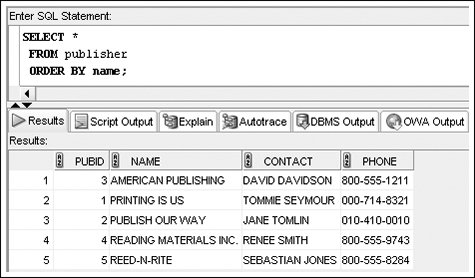 Enter SQL Statement:
SELECT *
FROM publisher
ORDER BY name;
Results Script Output Explain Autotrace DBMS Output OWA Output
Results:
PUBID NAME CONTACT PHONE
1 3 AMERICAN PUBLISHING DAVID DAVIDSON 800-555-1211
2 1 PRINTING IS US TOMMIE SEYMOUR 000-714-8321
3 2 PUBLISH OUR WAY JANE TOMLIN 010-410-0010
4 4 READING MATERIALS INC. RENEE SMITH 800-555-9743
5 5 REED-N-RITE SEBASTIAN JONES 800-555-8284